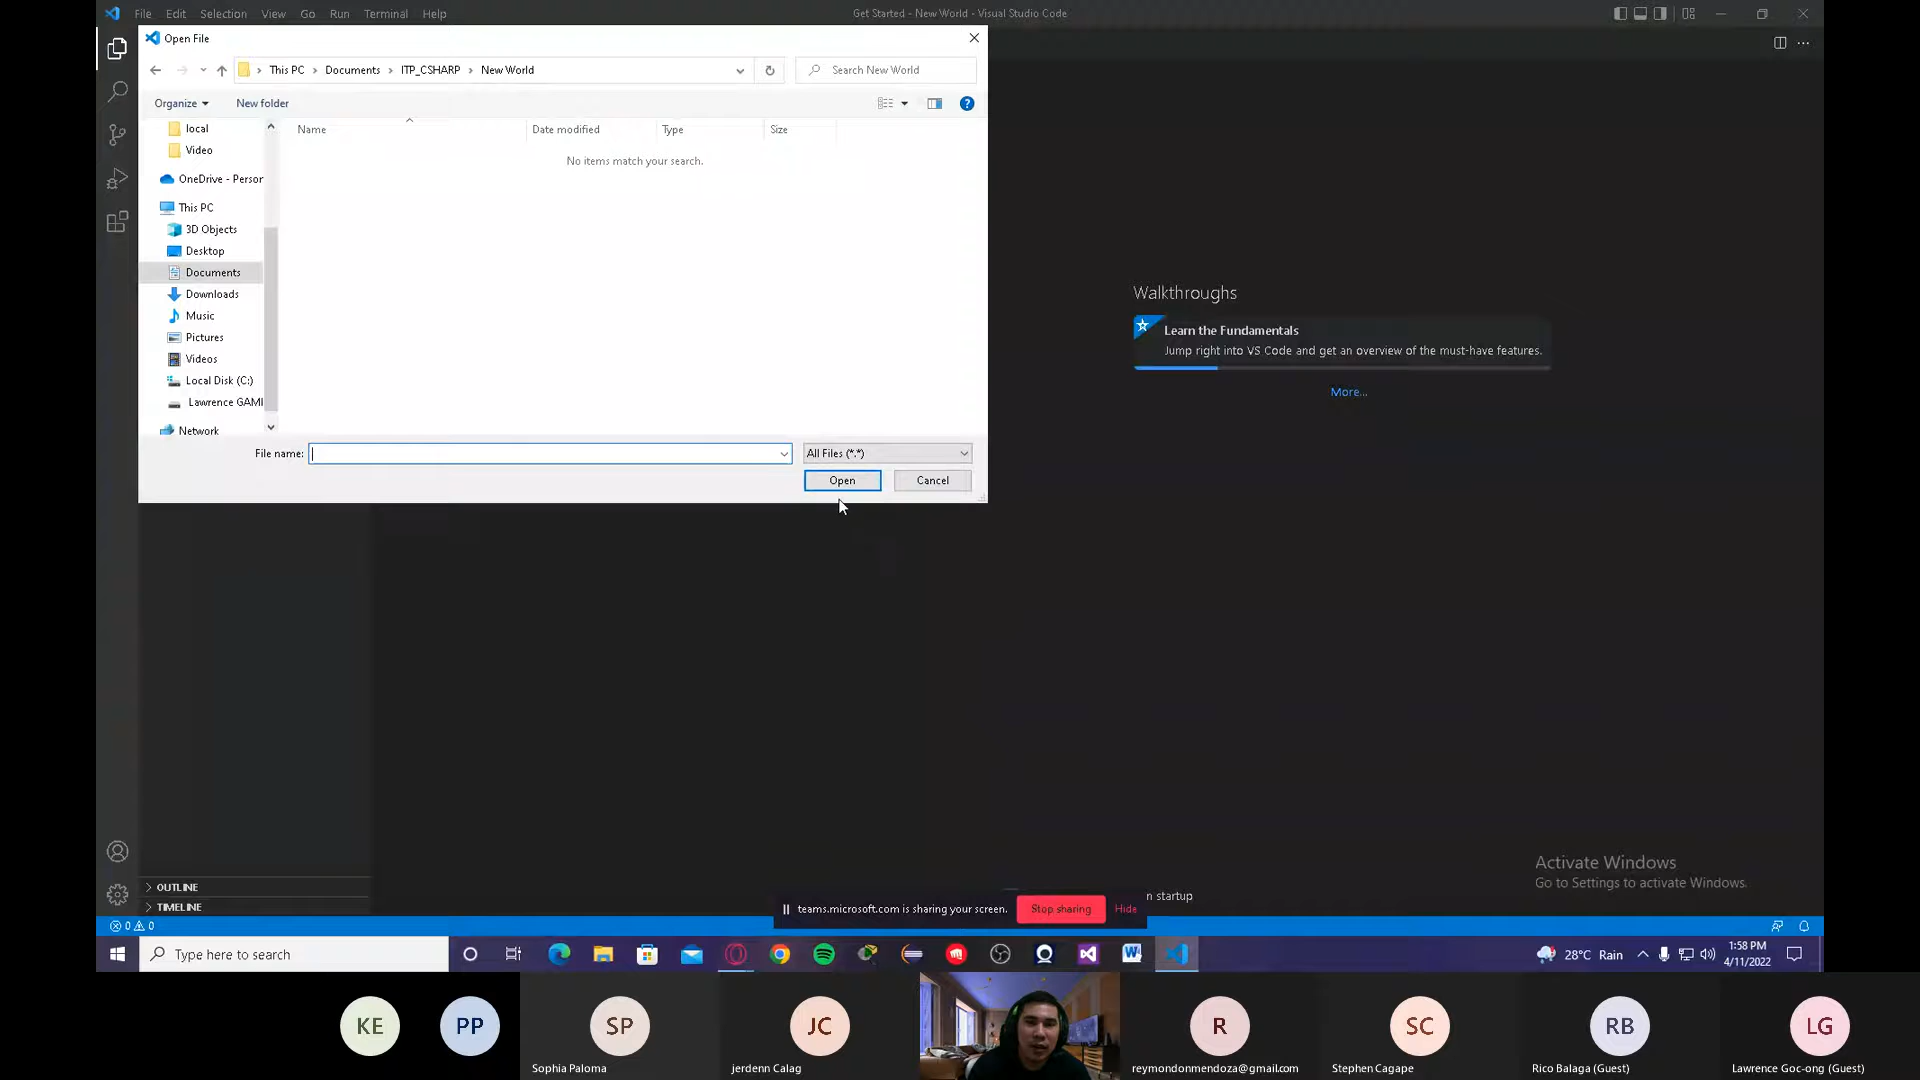 File Edit Selection View Go Run Terminal Help
Get Started - New World - Visual Studio Code
Open File
This PC > Documents > ITP_CSHARP > New World
Search New World
Organize
New folder
Name Date modified Type Size
No items match your search.
local
Video
OneDrive - Person
This PC
3D Objects
Desktop
Documents
Downloads
Music
Pictures
Videos
Local Disk (C:)
Lawrence GAMI
Network
File name:
All Files (*.*)
Open
Cancel
Walkthroughs
Learn the Fundamentals
Jump right into VS Code and get an overview of the must-have features.
More...
Activate Windows
Go to Settings to activate Windows.
OUTLINE
TIMELINE
n startup
teams.microsoft.com is sharing your screen.
Stop sharing
Hide
0 0
Type here to search
28°C Rain
1:58 PM
4/11/2022
KE
PP
SP
JC
R
SC
RB
LG
Sophia Paloma
jerdenn Calag
reymondonmendoza@gmail.com
Stephen Cagape
Rico Balaga (Guest)
Lawrence Goc-ong (Guest)